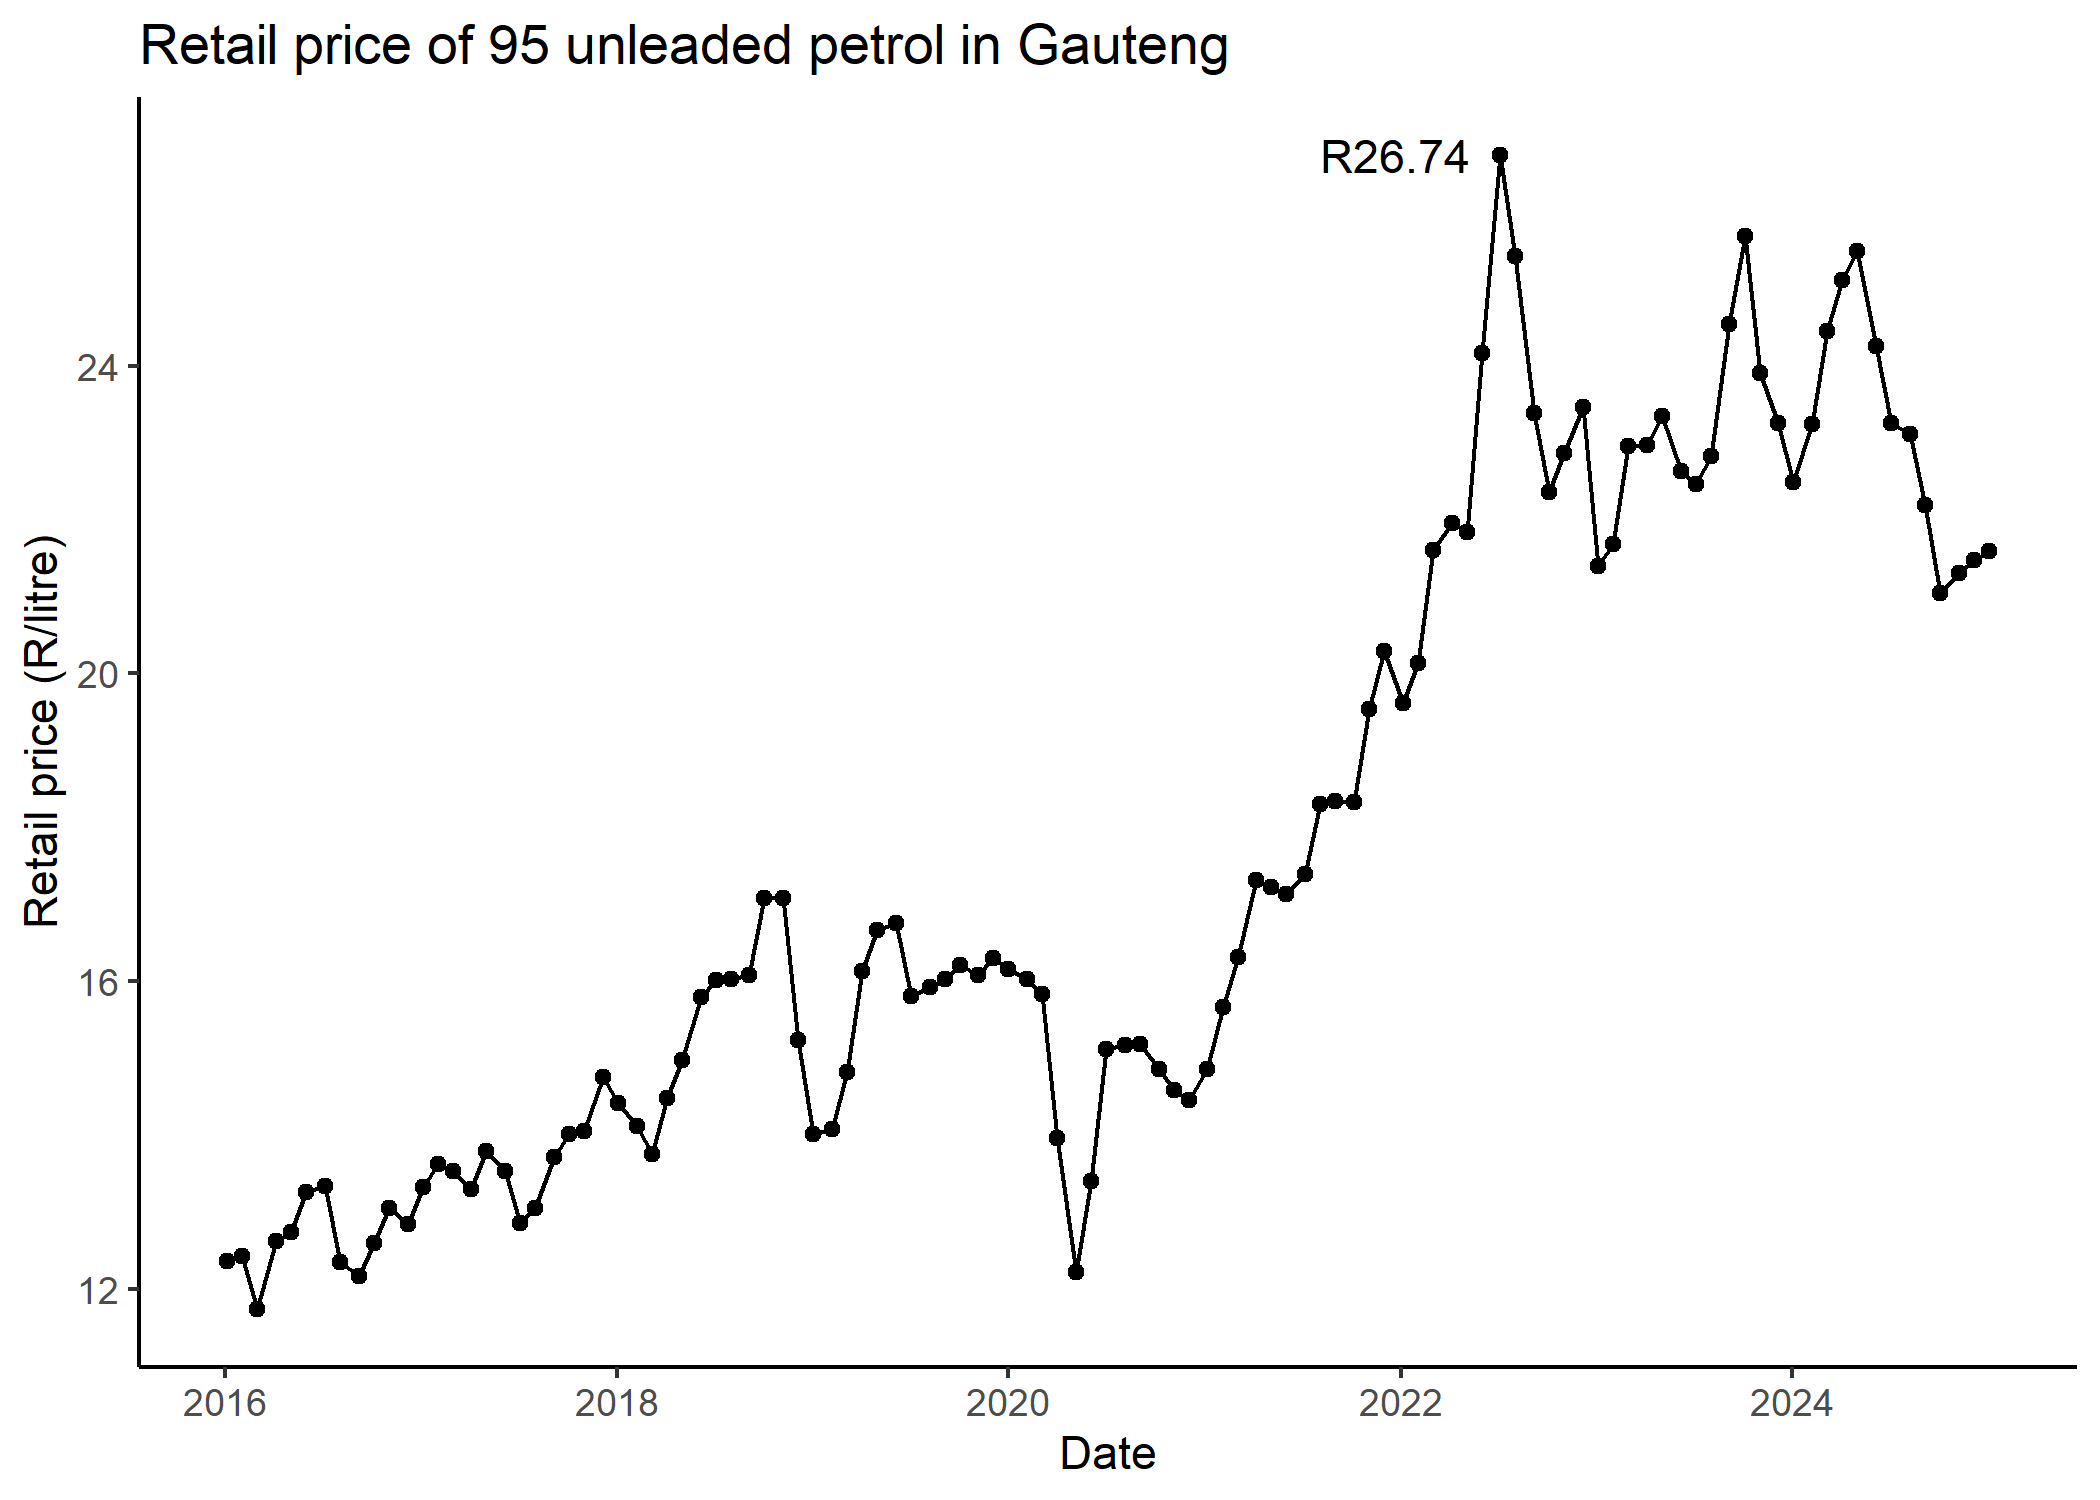 Retail price of 95 unleaded petrol in Gauteng
R26.74
Retail price (R/litre)
24
20
16
12
2016
2018
2020
2022
2024
Date